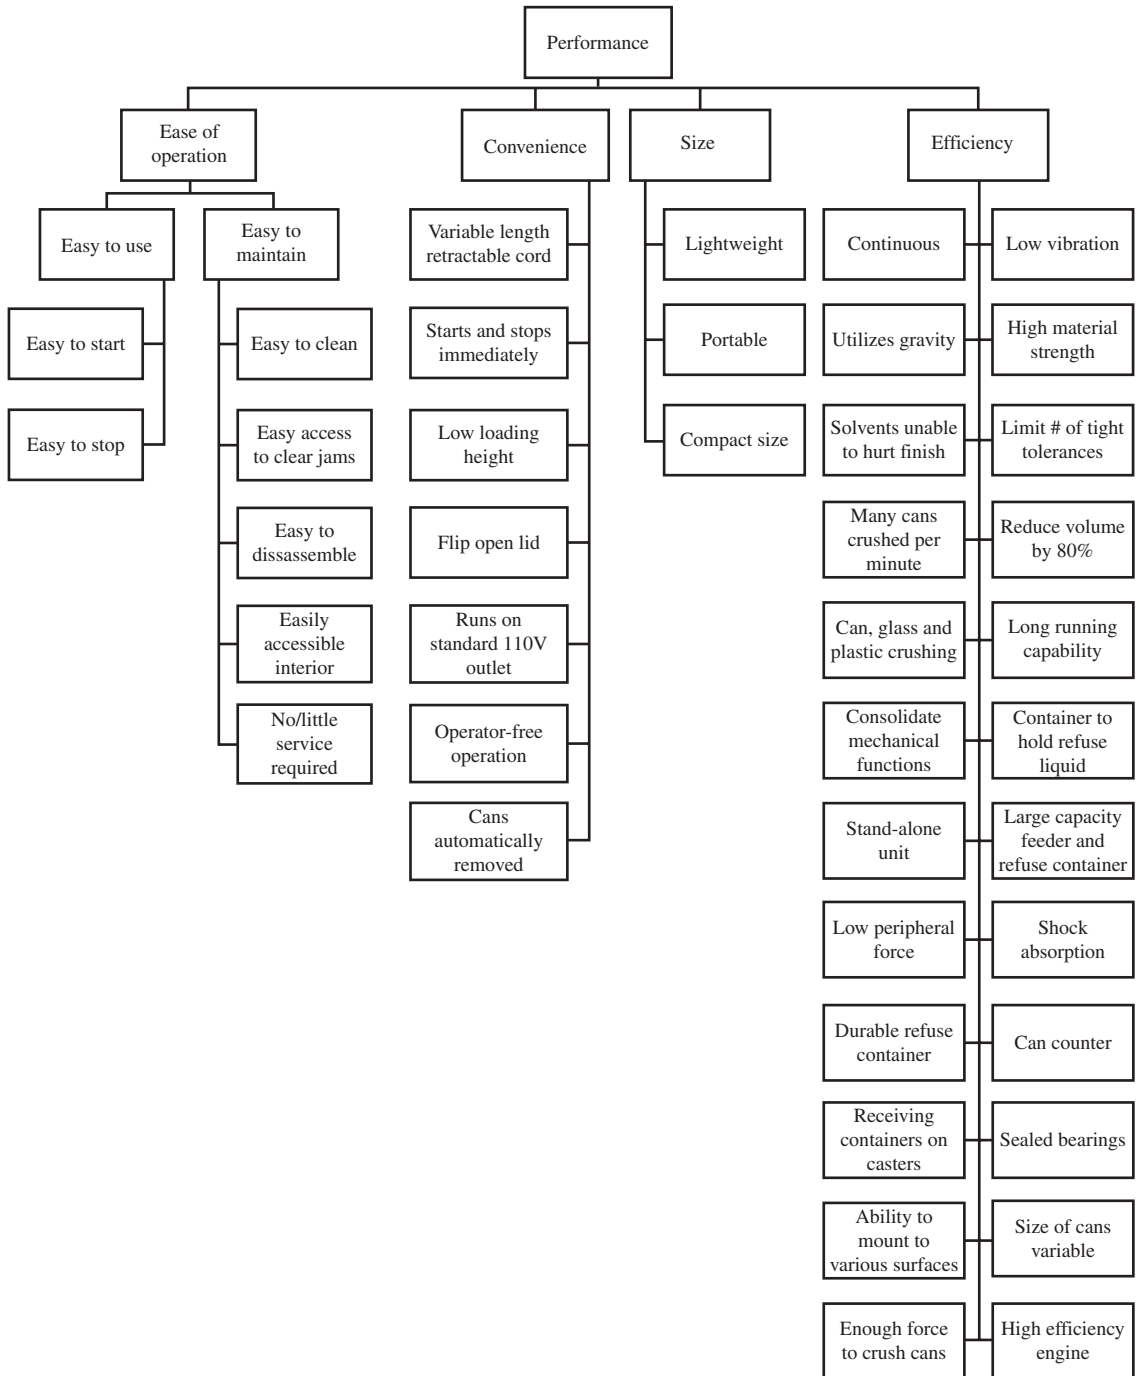 Performance
Ease of
operation
Convenience
Size
Efficiency
Easy to use
Easy to
maintain
Easy to start
Easy to stop
Easy to clean
Easy access
to clear jams
Easy to
dissassemble
Easily
accessible
interior
No/little
service
required
Variable length
retractable cord
Starts and stops
immediately
Low loading
height
Flip open lid
Runs on
standard 110V
outlet
Operator-free
operation
Cans
automatically
removed
Lightweight
Portable
Compact size
Continuous
Low vibration
Utilizes gravity
High material
strength
Solvents unable
to hurt finish
Limit # of tight
tolerances
Many cans
crushed per
minute
Reduce volume
by 80%
Can, glass and
plastic crushing
Long running
capability
Consolidate
mechanical
functions
Container to
hold refuse
liquid
Stand-alone
unit
Large capacity
feeder and
refuse container
Low peripheral
force
Shock
absorption
Durable refuse
container
Can counter
Receiving
containers on
casters
Sealed bearings
Ability to
mount to
various surfaces
Size of cans
variable
Enough force
to crush cans
High efficiency
engine